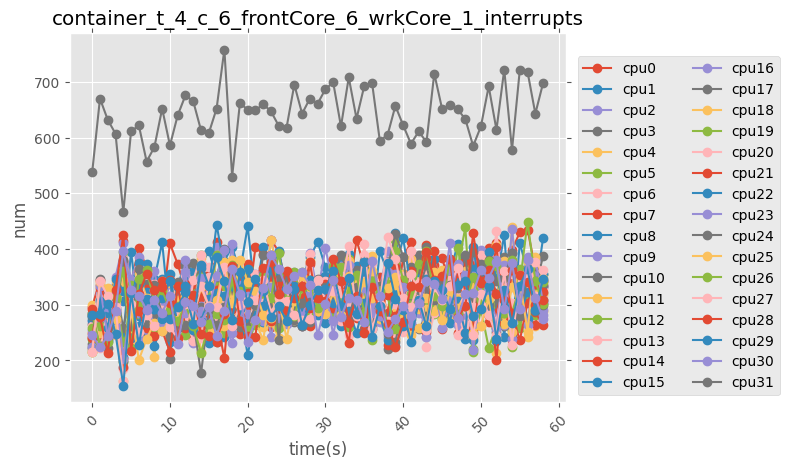 container_t_4_c_6_frontCore_6_wrkCore_1_interrupts
num
700
600
500
400
300
200
0
10
20
30
40
50
60
time(s)
cpu0
cpu1
cpu2
cpu3
cpu4
cpu5
cpu6
cpu7
cpu8
cpu9
cpu10
cpu11
cpu12
cpu13
cpu14
cpu15
cpu16
cpu17
cpu18
cpu19
cpu20
cpu21
cpu22
cpu23
cpu24
cpu25
cpu26
cpu27
cpu28
cpu29
cpu30
cpu31